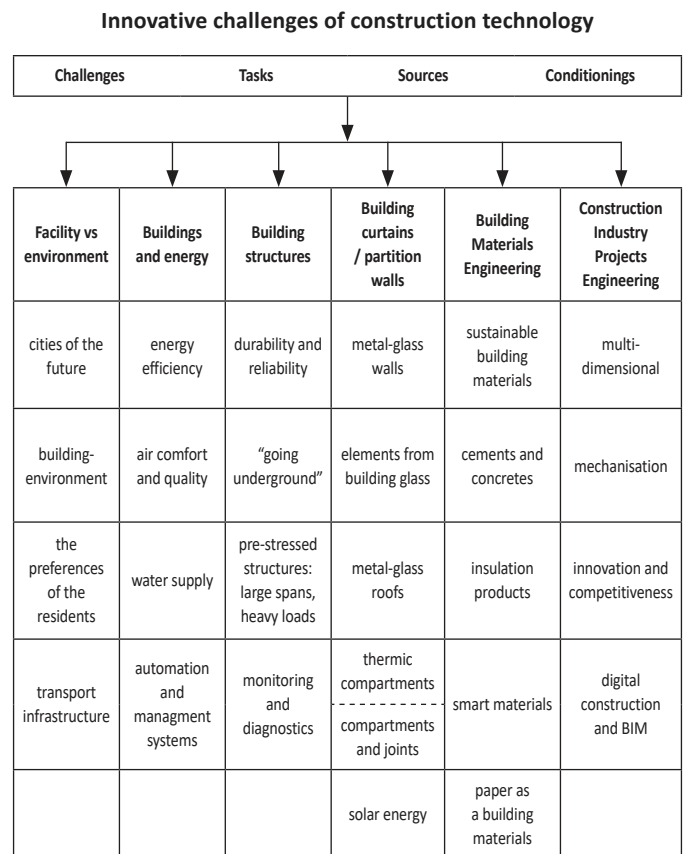 Innovative challenges of construction technology
Challenges Tasks Sources Conditionings
Facility vs
environment
Buildings
and energy
Building
structures
Building
curtains
/ partition
walls
Building
Materials
Engineering
Construction
Industry
Projects
Engineering
cities of the
future
energy
efficiency
durability and
reliability
metal-glass
walls
sustainable
building
materials
multi-
dimensional
building-
environment
air comfort
and quality
“going
underground”
elements from
building glass
cements and
concretes
mechanisation
the
preferences
of the
residents
water supply
pre-stressed
structures:
large spans,
heavy loads
metal-glass
roofs
insulation
products
innovation and
competitiveness
transport
infrastructure
automation
and
managment
systems
monitoring
and
diagnostics
thermic
compartments
compartments
and joints
smart materials
digital
construction
and BIM
solar energy
paper as
a building
materials